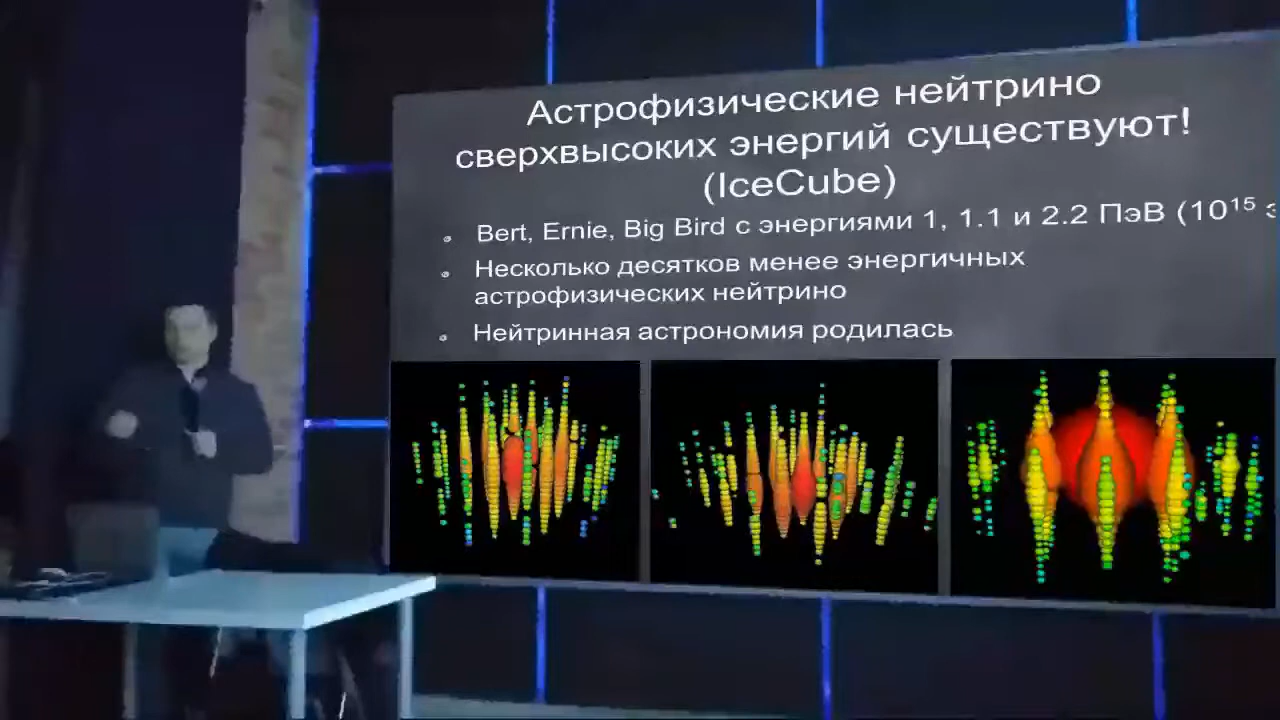 Астрофизические нейтрино
сверхвысоких энергий существуют!
(IceCube)
Bert, Ernie, Big Bird с энергиями 1, 1.1 и 2.2 ПэВ (10¹⁵
Несколько десятков менее энергичных
астрофизических нейтрино
Нейтринная астрономия родилась